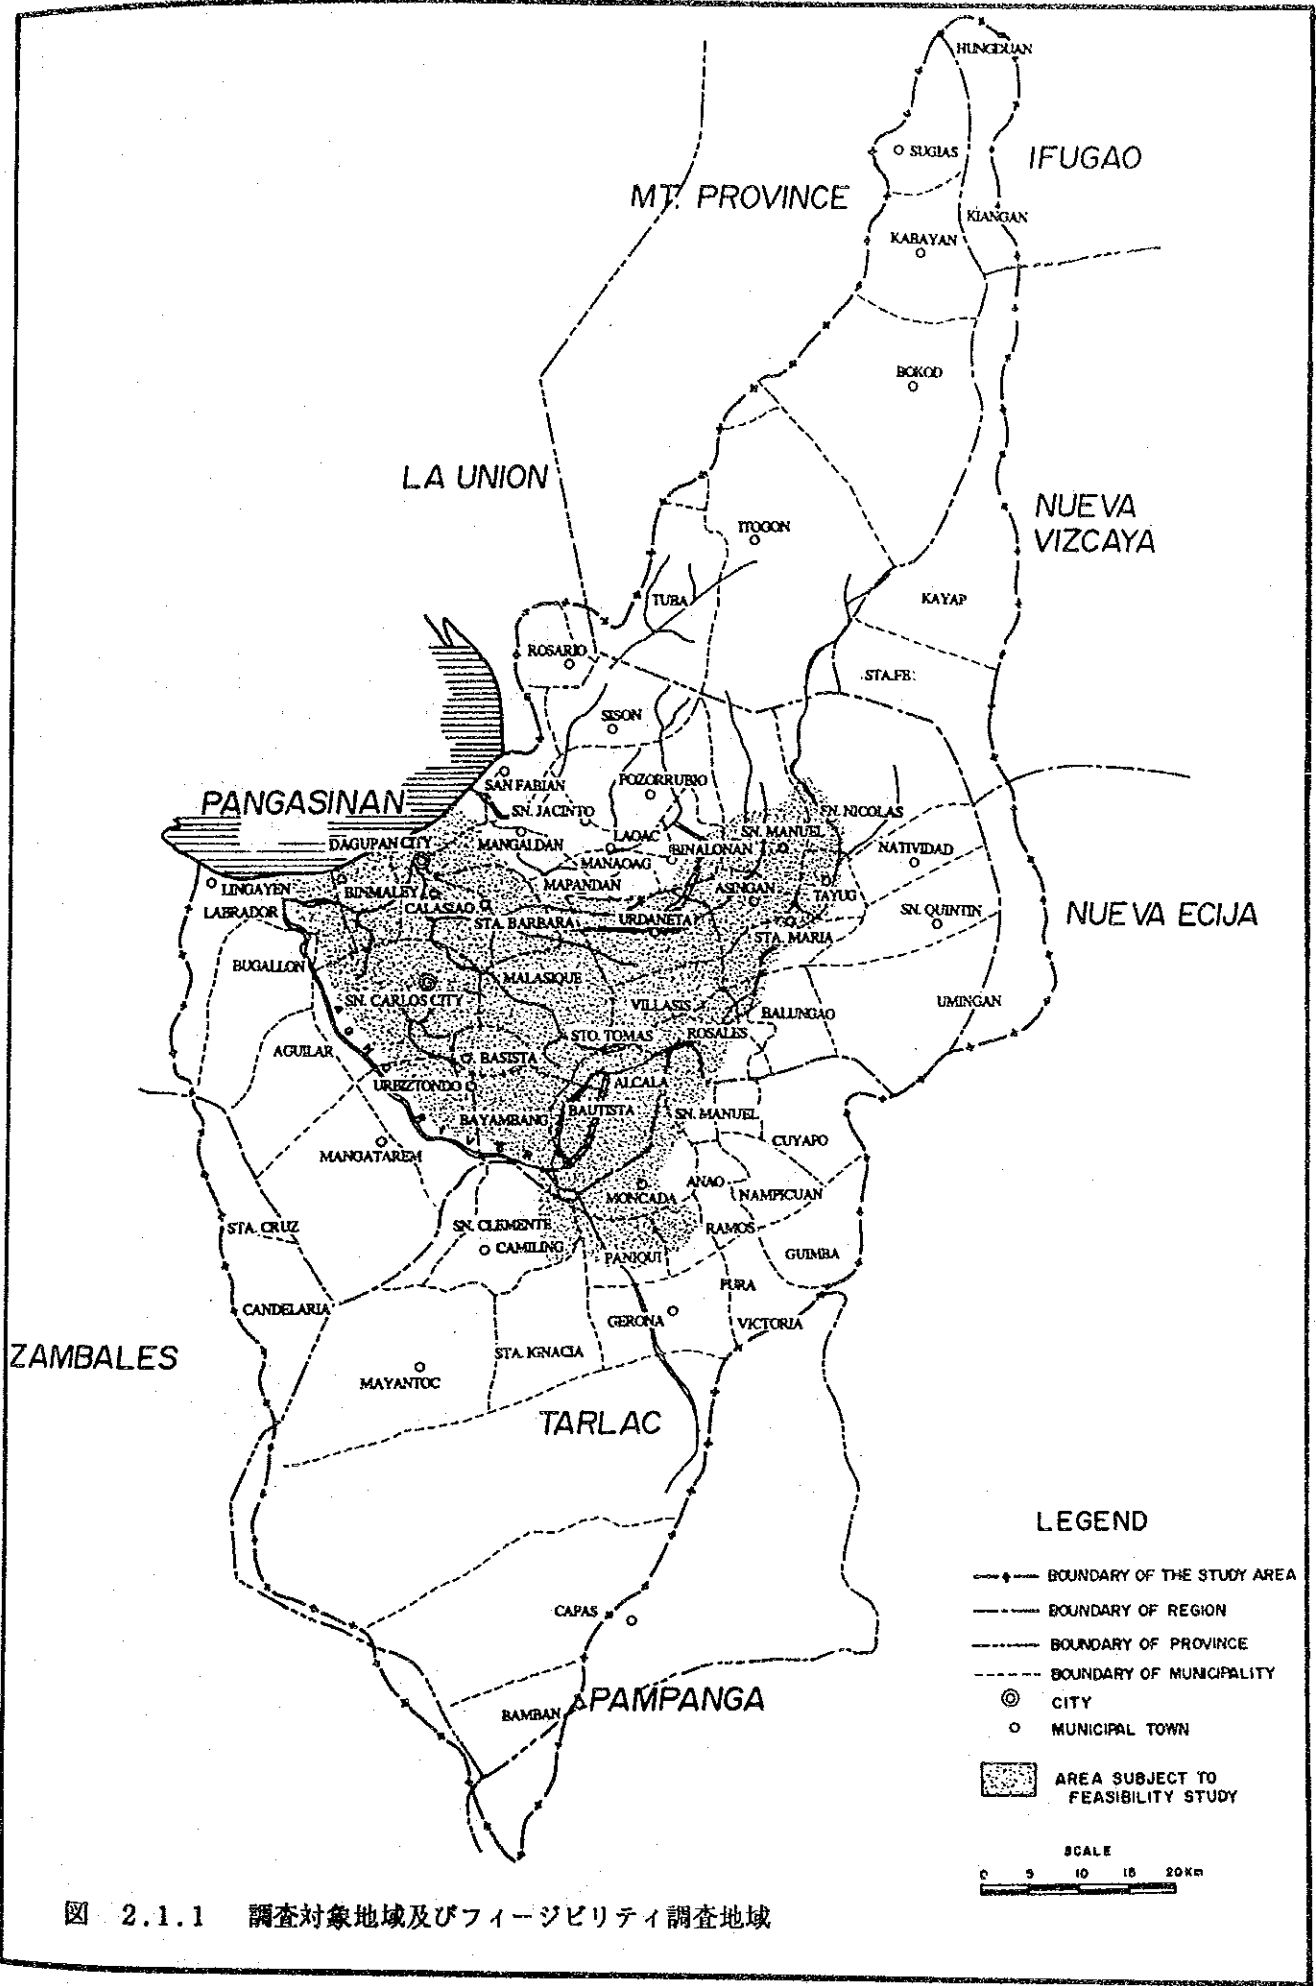 HUNGDUAN
SUGIAS
IFUGAO
MT. PROVINCE
KIANGAN
KABAYAN
BOKOD
LA UNION
NUEVA
VIZCAYA
ITOGON
TUBA
KAYAP
ROSARIO
STA.FE
SISON
SAN FABIAN
POZORRUBIO
PANGASINAN
SN. JACINTO
SN. NICOLAS
DAGUPAN CITY
MANGALDAN
LAOAC
BINALONAN
SN. MANUEL
MANAOAG
NATIVIDAD
LINGAYEN
BINMALEY
MAPANDAN
ASINGAN
TAYUG
LABRADOR
CALASIAO
STA. BARBARA
URDANETA
SN. QUINTIN
NUEVA ECIJA
STA. MARIA
BUGALLON
MALASIQUE
SN. CARLOS CITY
VILLASIS
BALUNGAO
UMINGAN
STO. TOMAS
ROSALES
AGUILAR
BASISTA
URBIZTONDO
ALCALA
BAUTISTA
SN. MANUEL
BAYAMBANG
CUYAPO
MANGATAREM
ANAO
NAMPICUAN
MONCADA
STA. CRUZ
SN. CLEMENTE
RAMOS
CAMILING
PANIQUI
GUIMBA
PURA
CANDELARIA
GERONA
VICTORIA
ZAMBALES
STA. IGNACIA
MAYANTOC
TARLAC
CAPAS
BAMBAN
PAMPANGA
LEGEND
BOUNDARY OF THE STUDY AREA
BOUNDARY OF REGION
BOUNDARY OF PROVINCE
BOUNDARY OF MUNICIPALITY
CITY
MUNICIPAL TOWN
AREA SUBJECT TO
FEASIBILITY STUDY
SCALE
0 5 10 15 20Km
図 2.1.1 調査対象地域及びフィージビリティ調査地域